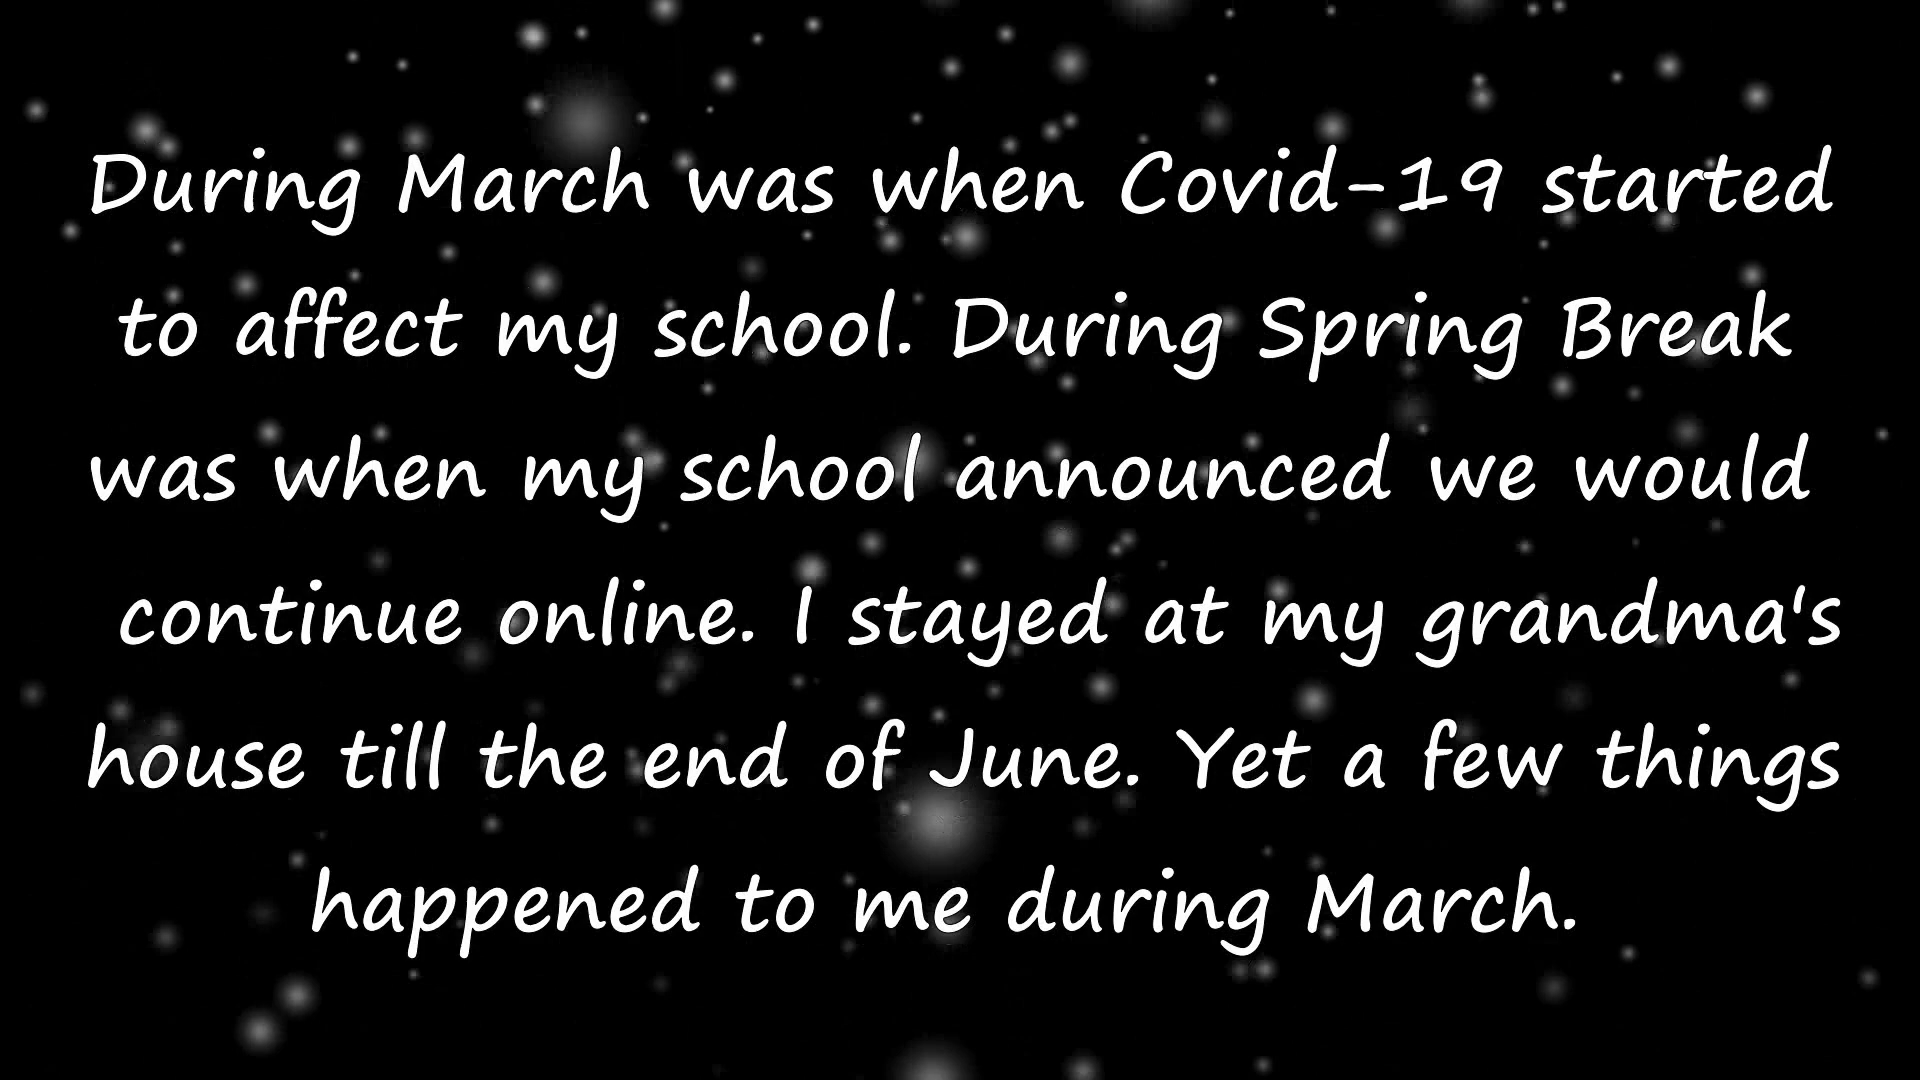 During March was when Covid-19 started
to affect my school. During Spring Break
was when my school announced we would
continue online. I stayed at my grandma's
house till the end of June. Yet a few things
happened to me during March.